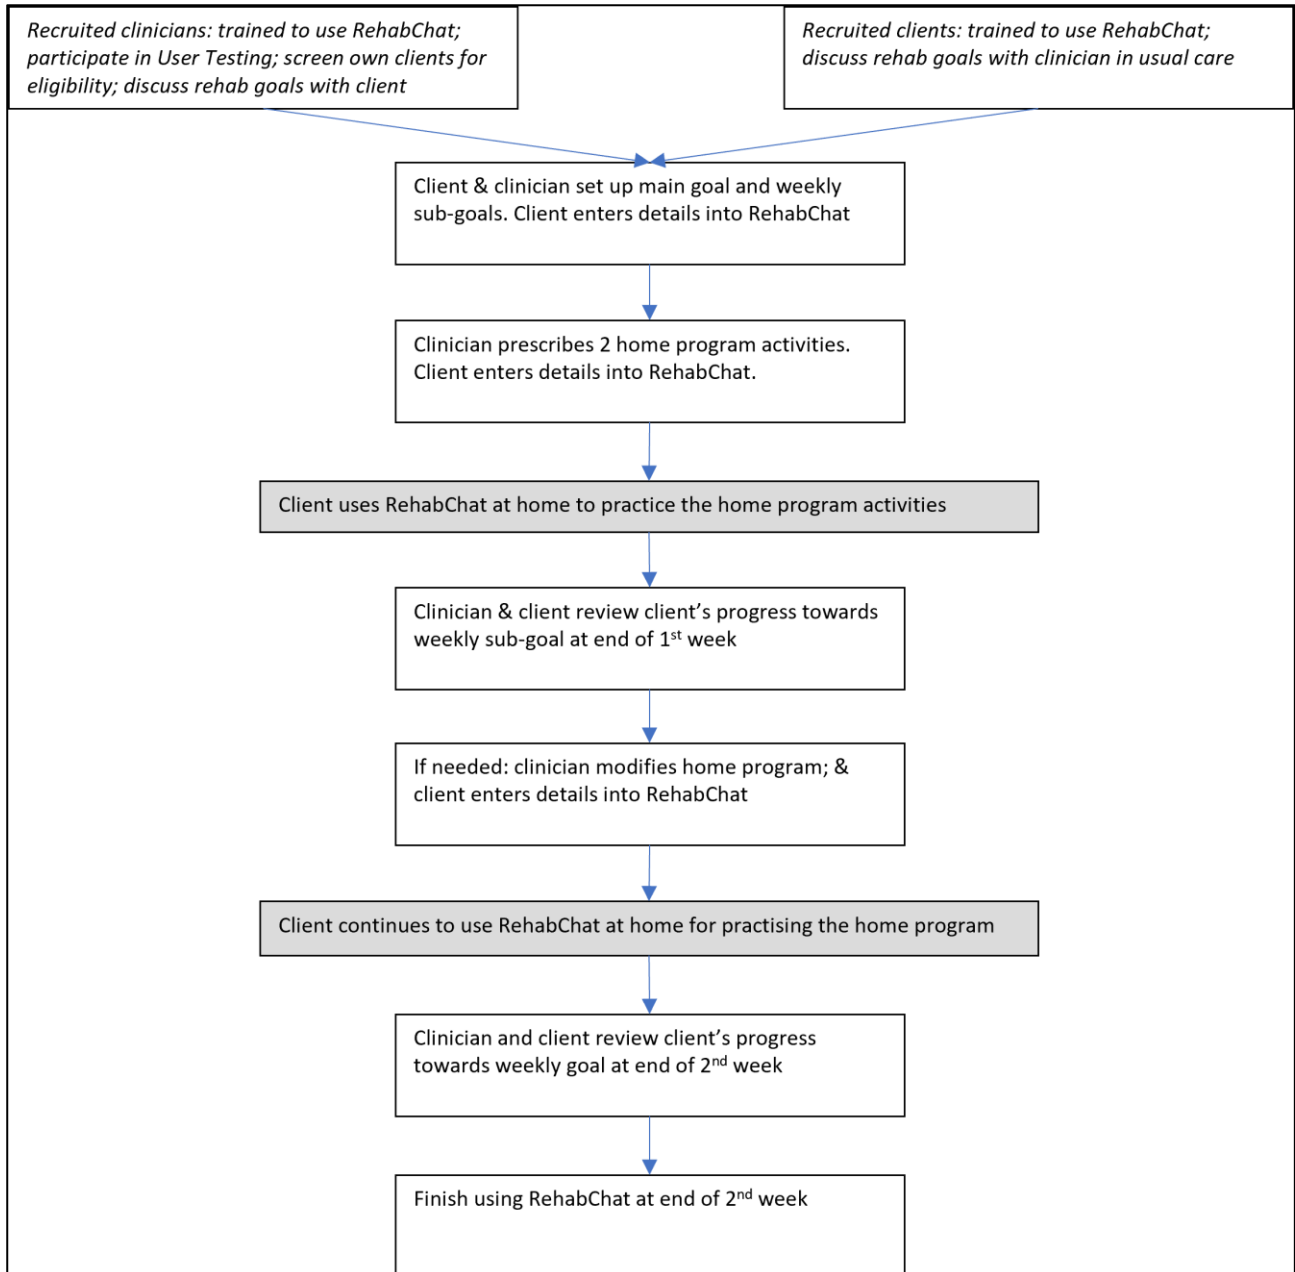 Recruited clinicians: trained to use RehabChat;
participate in User Testing; screen own clients for
eligibility; discuss rehab goals with client
Recruited clients: trained to use RehabChat;
discuss rehab goals with clinician in usual care
Client & clinician set up main goal and weekly
sub-goals. Client enters details into RehabChat
Clinician prescribes 2 home program activities.
Client enters details into RehabChat.
Client uses RehabChat at home to practice the home program activities
Clinician & client review client’s progress towards
weekly sub-goal at end of 1st week
If needed: clinician modifies home program; &
client enters details into RehabChat
Client continues to use RehabChat at home for practising the home program
Clinician and client review client’s progress
towards weekly goal at end of 2nd week
Finish using RehabChat at end of 2nd week